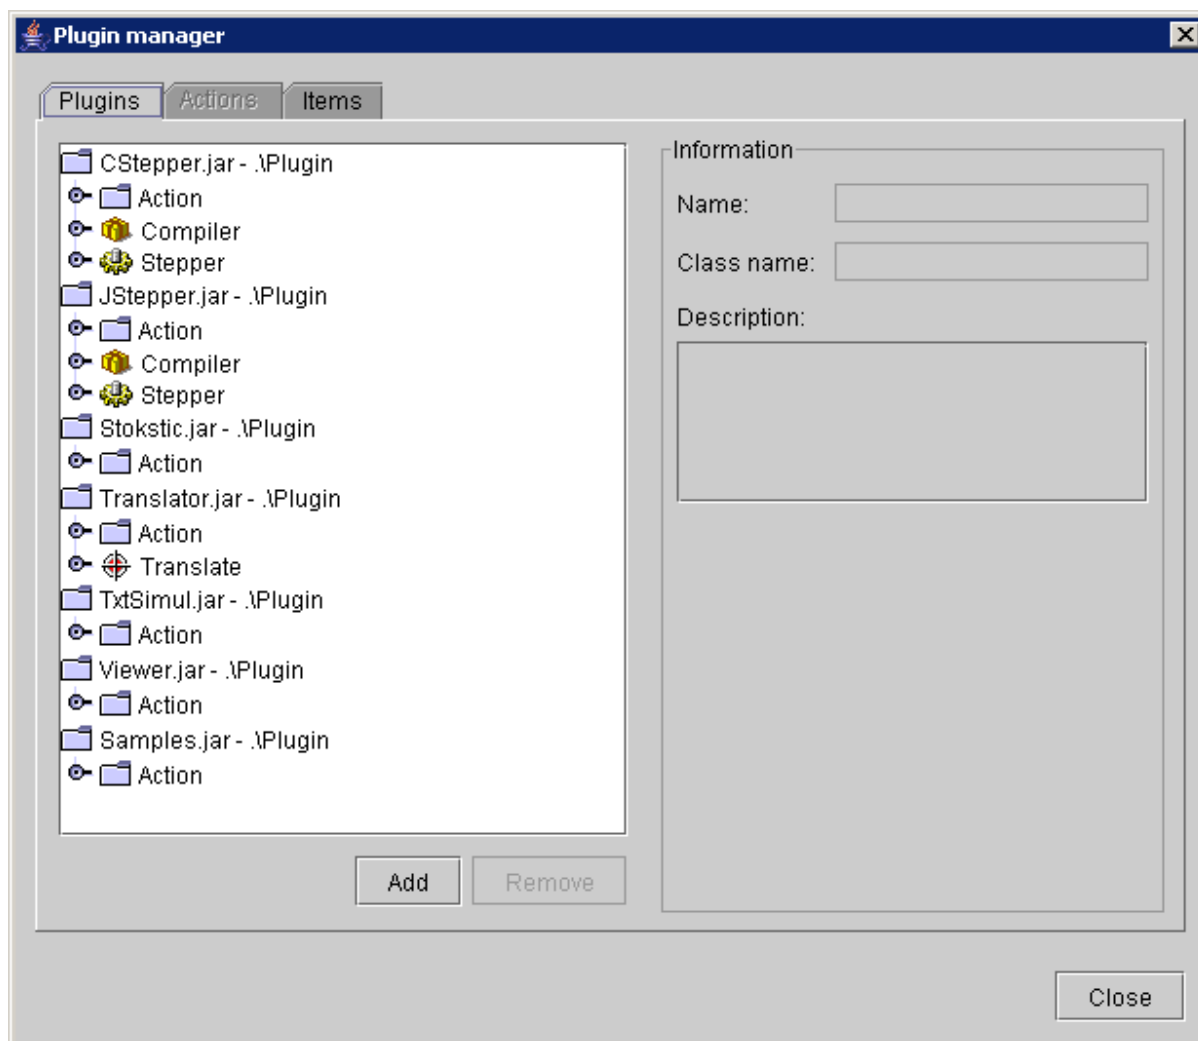 Plugin manager
Plugins Actions Items
CStepper.jar - .\Plugin
Action
Compiler
Stepper
JStepper.jar - .\Plugin
Action
Compiler
Stepper
Stokstic.jar - .\Plugin
Action
Translator.jar - .\Plugin
Action
Translate
TxtSimul.jar - .\Plugin
Action
Viewer.jar - .\Plugin
Action
Samples.jar - .\Plugin
Action
Add Remove
Information
Name:
Class name:
Description:
Close